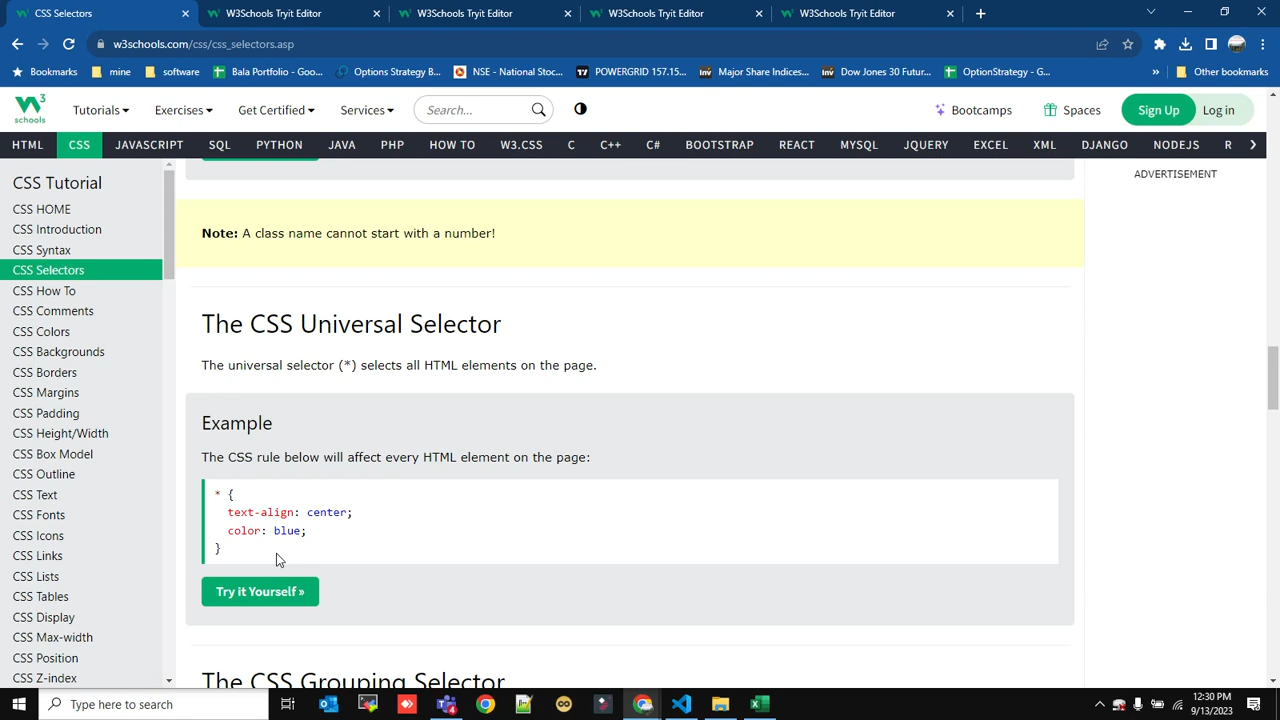 CSS Selectors
W3Schools Tryit Editor
W3Schools Tryit Editor
W3Schools Tryit Editor
W3Schools Tryit Editor
w3schools.com/css/css_selectors.asp
Bookmarks
mine
software
Bala Portfolio - Goo...
Options Strategy B...
NSE - National Stoc...
POWERGRID 157.15...
Major Share Indices...
Dow Jones 30 Futur...
OptionStrategy - G...
»
Other bookmarks
W3 schools
Tutorials
Exercises
Get Certified
Services
Search...
Bootcamps
Spaces
Sign Up
Log in
HTML CSS JAVASCRIPT SQL PYTHON JAVA PHP HOW TO W3.CSS C C++ C# BOOTSTRAP REACT MYSQL JQUERY EXCEL XML DJANGO NODEJS R
CSS Tutorial
CSS HOME
CSS Introduction
CSS Syntax
CSS Selectors
CSS How To
CSS Comments
CSS Colors
CSS Backgrounds
CSS Borders
CSS Margins
CSS Padding
CSS Height/Width
CSS Box Model
CSS Outline
CSS Text
CSS Fonts
CSS Icons
CSS Links
CSS Lists
CSS Tables
CSS Display
CSS Max-width
CSS Position
CSS Z-index
Note: A class name cannot start with a number!
The CSS Universal Selector
The universal selector (*) selects all HTML elements on the page.
Example
The CSS rule below will affect every HTML element on the page:
* {
text-align: center;
color: blue;
}
Try it Yourself »
The CSS Grouping Selector
ADVERTISEMENT
Type here to search
12:30 PM
9/13/2023